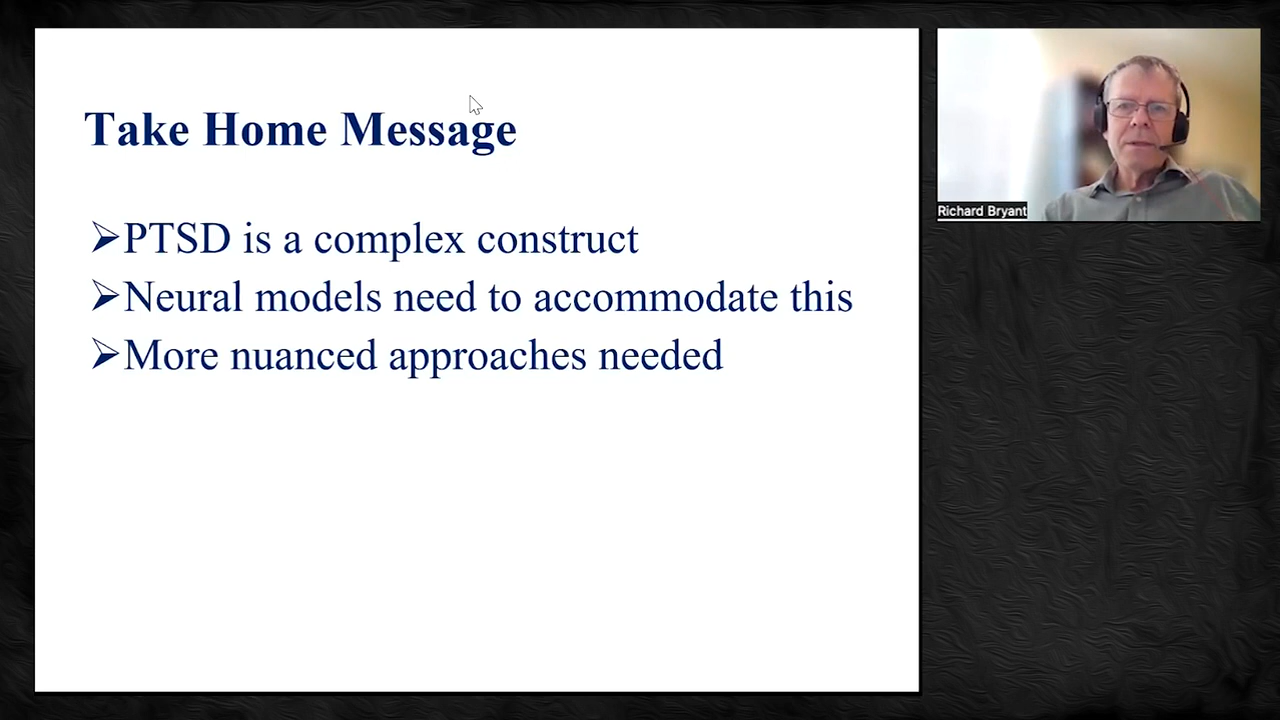 Take Home Message
➢PTSD is a complex construct
➢Neural models need to accommodate this
➢More nuanced approaches needed
Richard Bryant